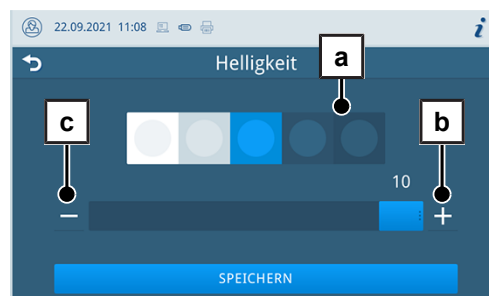 22.09.2021 11:08
i
Helligkeit
a
c
b
10
− +
SPEICHERN